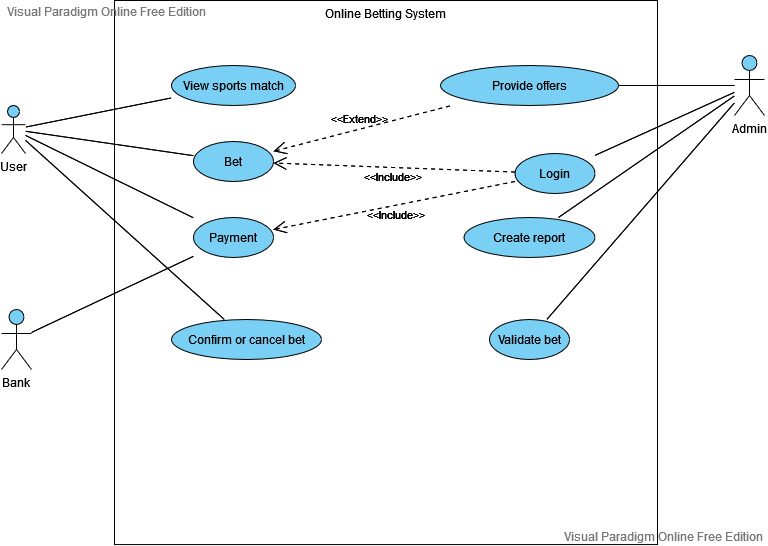 Visual Paradigm Online Free Edition
Online Betting System
View sports match
Provide offers
Admin
<<Extend>>
User
Bet
<<Include>>
Login
<<Include>>
Payment
Create report
Bank
Confirm or cancel bet
Validate bet
Visual Paradigm Online Free Edition